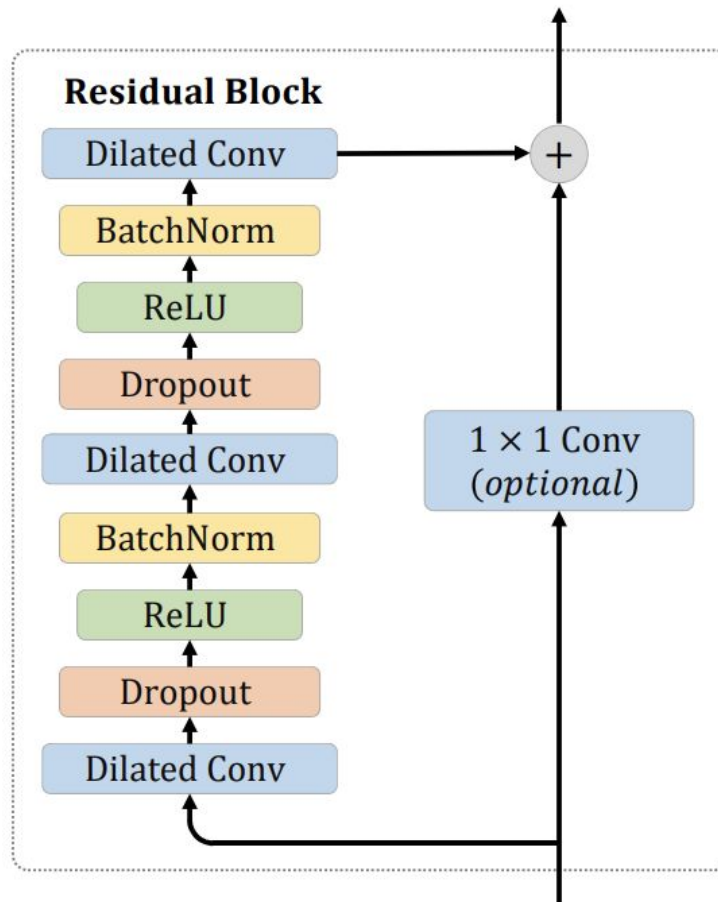 Residual Block
Dilated Conv
+
BatchNorm
ReLU
Dropout
Dilated Conv
1 × 1 Conv
(optional)
BatchNorm
ReLU
Dropout
Dilated Conv